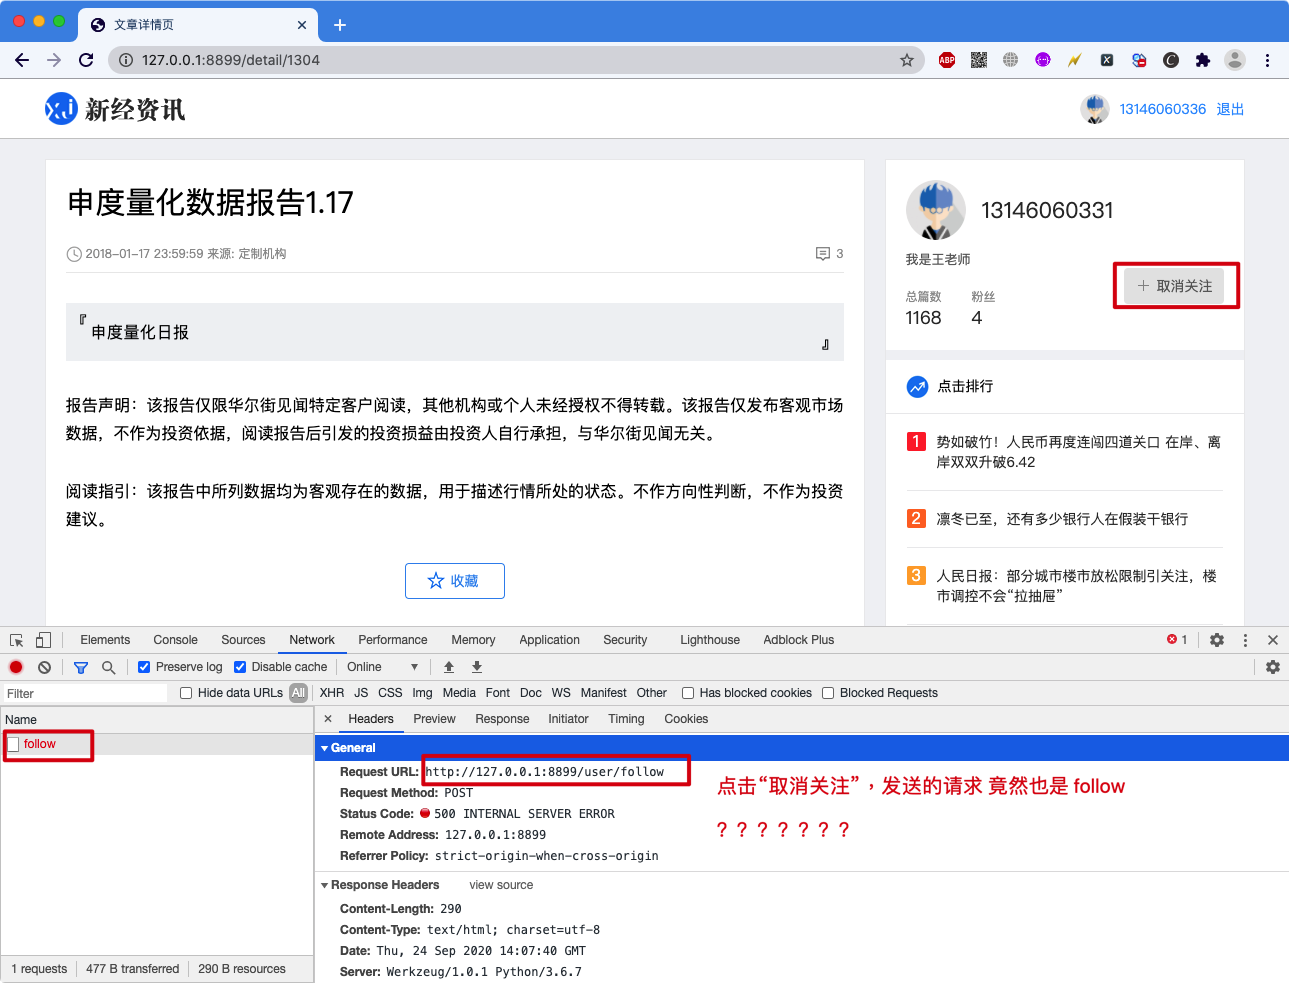 文章详情页
127.0.0.1:8899/detail/1304
ABP
新经资讯
13146060336 退出
申度量化数据报告1.17
2018-01-17 23:59:59 来源: 定制机构
3
『
申度量化日报
』
报告声明：该报告仅限华尔街见闻特定客户阅读，其他机构或个人未经授权不得转载。该报告仅发布客观市场
数据，不作为投资依据，阅读报告后引发的投资损益由投资人自行承担，与华尔街见闻无关。
阅读指引：该报告中所列数据均为客观存在的数据，用于描述行情所处的状态。不作方向性判断，不作为投资
建议。
收藏
13146060331
我是王老师
总篇数 粉丝
1168 4
取消关注
点击排行
1 势如破竹！人民币再度连闯四道关口 在岸、离
岸双双升破6.42
2 凛冬已至，还有多少银行人在假装干银行
3 人民日报：部分城市楼市放松限制引关注，楼
市调控不会“拉抽屉”
Elements Console Sources Network Performance Memory Application Security Lighthouse Adblock Plus 1
Preserve log Disable cache Online
Filter Hide data URLs All XHR JS CSS Img Media Font Doc WS Manifest Other Has blocked cookies Blocked Requests
Name
follow
Headers Preview Response Initiator Timing Cookies
General
Request URL: http://127.0.0.1:8899/user/follow
Request Method: POST
Status Code: 500 INTERNAL SERVER ERROR
Remote Address: 127.0.0.1:8899
Referrer Policy: strict-origin-when-cross-origin
点击“取消关注”，发送的请求 竟然也是 follow
？？？？？？？
Response Headers view source
Content-Length: 290
Content-Type: text/html; charset=utf-8
Date: Thu, 24 Sep 2020 14:07:40 GMT
Server: Werkzeug/1.0.1 Python/3.6.7
1 requests 477 B transferred 290 B resources